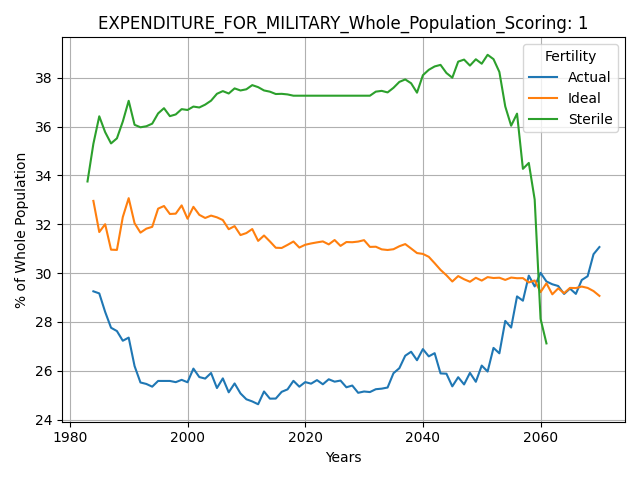 EXPENDITURE_FOR_MILITARY_Whole_Population_Scoring: 1
Fertility
Actual
Ideal
Sterile
% of Whole Population
38
36
34
32
30
28
26
24
1980
2000
2020
2040
2060
Years